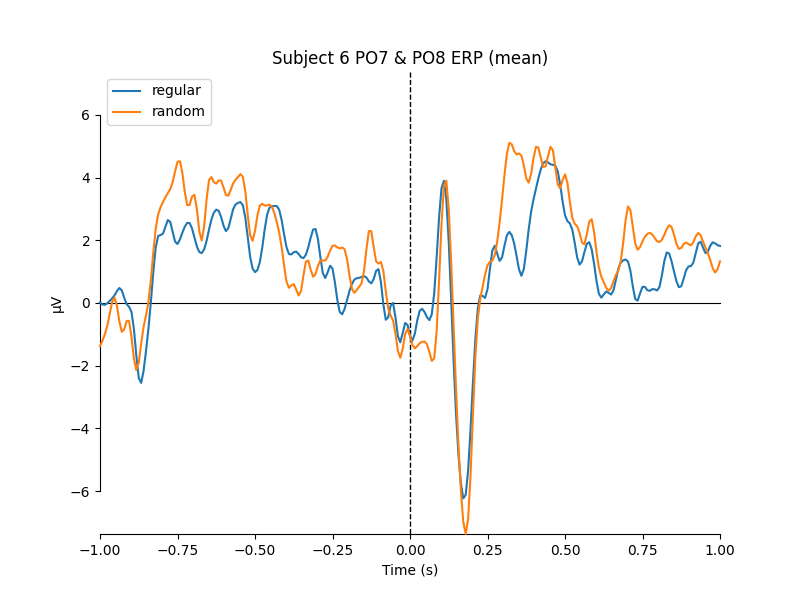 Subject 6 PO7 & PO8 ERP (mean)
regular
random
6
4
2
0
−2
−4
−6
µV
−1.00 −0.75 −0.50 −0.25 0.00 0.25 0.50 0.75 1.00
Time (s)